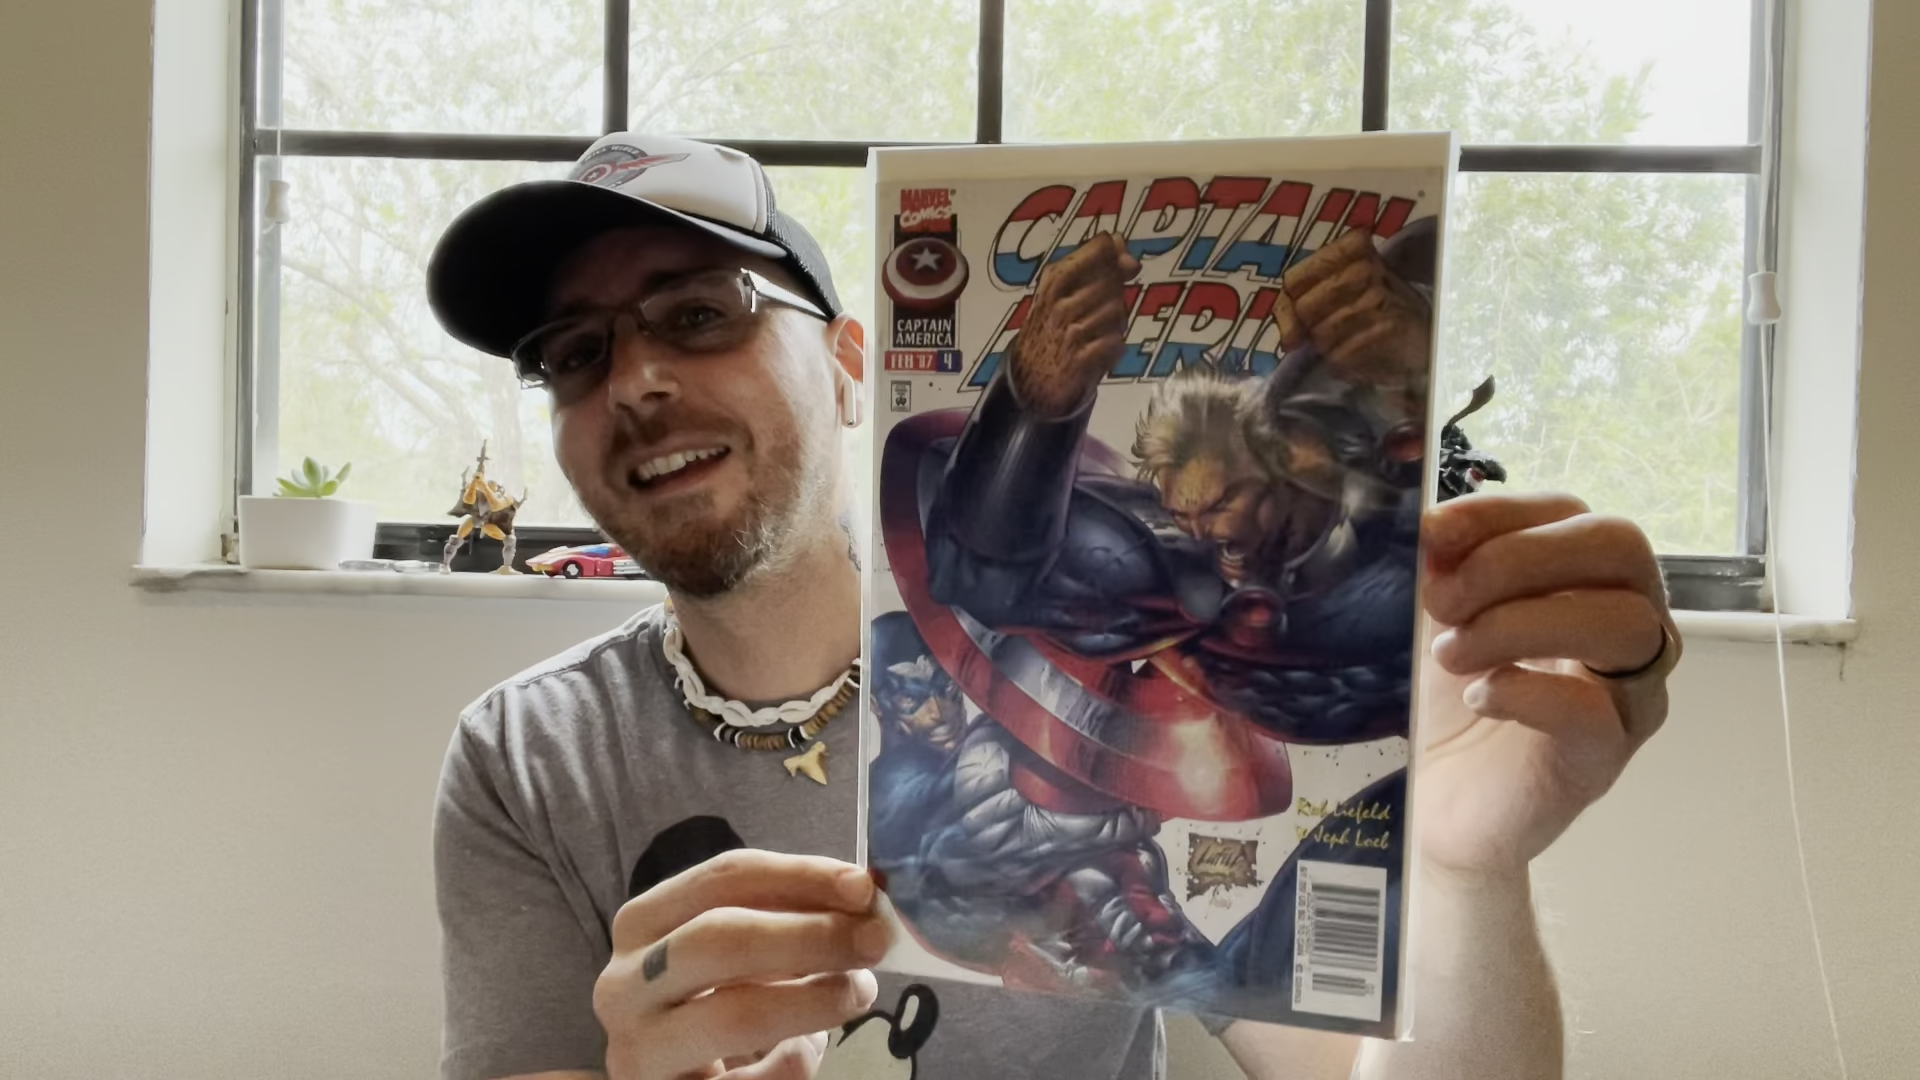 MARVEL
COMICS
CAPTAIN
AMERICA
CAPTAIN
AMERICA
FEB '97 4
Rob Liefeld
& Jeph Loeb